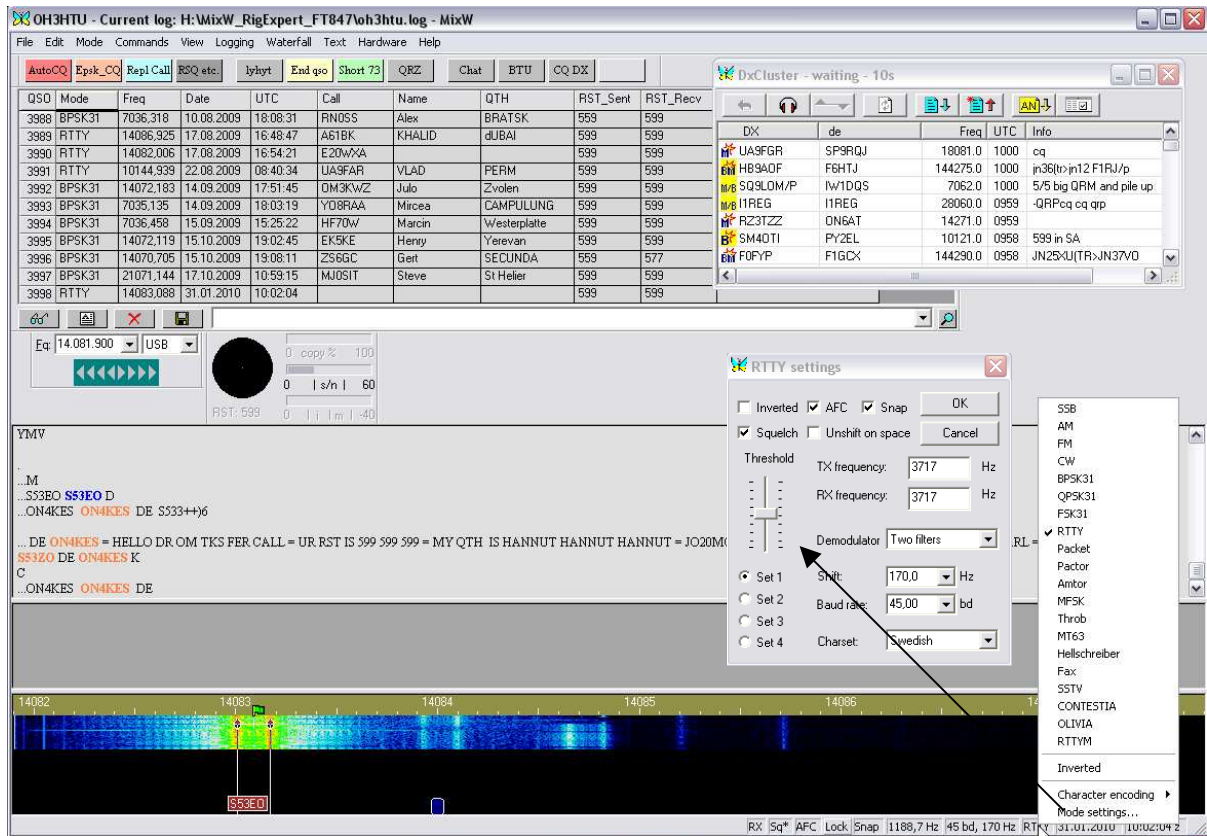 OH3HTU - Current log: H:\MixW_RigExpert_FT847\oh3htu.log - MixW
File Edit Mode Commands View Logging Waterfall Text Hardware Help
AutoCQ Epsk_CQ Repl Call RSQ etc. lyhyt End qso Short 73 QRZ Chat BTU CQ DX
QSO Mode Freq Date UTC Call Name QTH RST_Sent RST_Recv
3988 BPSK31 7036,318 10.08.2009 18:08:31 RN0SS Alex BRATSK 559 599
3989 RTTY 14086,925 17.08.2009 16:48:47 A61BK KHALID dUBAI 599 599
3990 RTTY 14082,006 17.08.2009 16:54:21 E20WXA 599 599
3991 RTTY 10144,939 22.08.2009 08:40:34 UA9FAR VLAD PERM 599 599
3992 BPSK31 14072,183 14.09.2009 17:51:45 OM3KWZ Julo Zvolen 599 599
3993 BPSK31 7035,135 14.09.2009 18:03:19 YO8RAA Mircea CAMPULUNG 599 599
3994 BPSK31 7036,458 15.09.2009 15:25:22 HF70W Marcin Westerplatte 599 599
3995 BPSK31 14072,119 15.10.2009 19:02:45 EK5KE Henry Yerevan 599 599
3996 BPSK31 14070,705 15.10.2009 19:08:11 ZS6GC Gert SECUNDA 559 577
3997 BPSK31 21071,144 17.10.2009 10:59:15 MJ0SIT Steve St Helier 599 599
3998 RTTY 14083,088 31.01.2010 10:02:04 599 599
DxCluster - waiting - 10s
AN
DX de Freq UTC Info
M UA9FGR SP9RQJ 18081.0 1000 cq
BM HB9AOF F6HTJ 144275.0 1000 jn36(tr>jn12 F1RJ/p
M/B SQ9LOM/P IW1DQS 7062.0 1000 5/5 big QRM and pile up
M/B I1REG I1REG 28060.0 0959 -QRPcq cq qrp
M RZ3TZZ ON6AT 14271.0 0959
B SM4OTI PY2EL 10121.0 0958 599 in SA
BM F0FYP F1GCX 144290.0 0958 JN25XU(TR>JN37VO
Fq: 14.081.900 USB
0 copy % 100
0 | s/n | 60
RST: 599 0 | i | m | -40
YMV
.
...M
...S53EO S53EO D
...ON4KES ON4KES DE S533++)6
... DE ON4KES = HELLO DR OM TKS FER CALL = UR RST IS 599 599 599 = MY QTH IS HANNUT HANNUT HANNUT = JO20MO
RL =
S53ZO DE ON4KES K
C
...ON4KES ON4KES DE
RTTY settings
Inverted AFC Snap OK
Squelch Unshift on space Cancel
Threshold
TX frequency: 3717 Hz
RX frequency: 3717 Hz
Demodulator Two filters
Set 1 Shift: 170,0 Hz
Set 2 Baud rate: 45,00 bd
Set 3
Set 4 Charset: Swedish
SSB
AM
FM
CW
BPSK31
QPSK31
FSK31
RTTY
Packet
Pactor
Amtor
MFSK
Throb
MT63
Hellschreiber
Fax
SSTV
CONTESTIA
OLIVIA
RTTYM
Inverted
Character encoding
Mode settings...
14082 14083 14084 14085 14086
S53EO
RX Sq* AFC Lock Snap 1188,7 Hz 45 bd, 170 Hz RTTY 31.01.2010 10:02:04 z